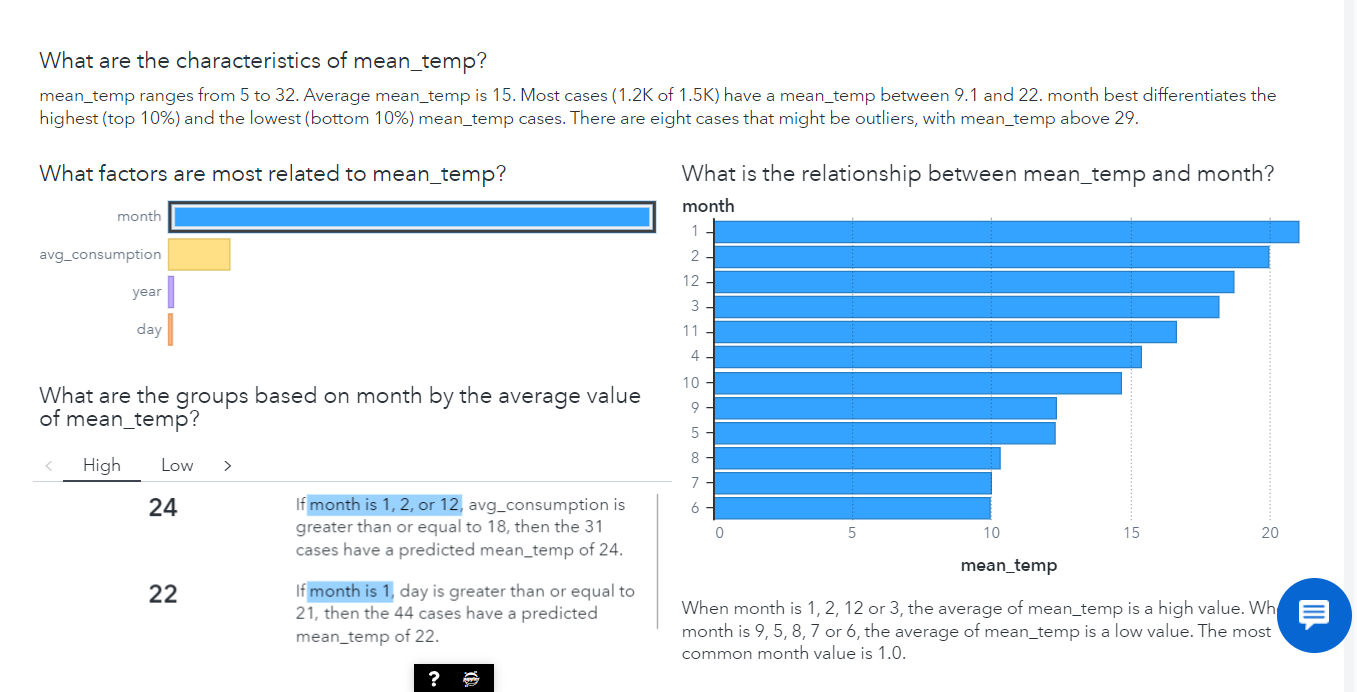 What are the characteristics of mean_temp?
mean_temp ranges from 5 to 32. Average mean_temp is 15. Most cases (1.2K of 1.5K) have a mean_temp between 9.1 and 22. month best differentiates the
highest (top 10%) and the lowest (bottom 10%) mean_temp cases. There are eight cases that might be outliers, with mean_temp above 29.
What factors are most related to mean_temp?
month
avg_consumption
year
day
What are the groups based on month by the average value
of mean_temp?
< High Low >
24
If month is 1, 2, or 12, avg_consumption is
greater than or equal to 18, then the 31
cases have a predicted mean_temp of 24.
22
If month is 1, day is greater than or equal to
21, then the 44 cases have a predicted
mean_temp of 22.
?
What is the relationship between mean_temp and month?
month
1
2
12
3
11
4
10
9
5
8
7
6
0 5 10 15 20
mean_temp
When month is 1, 2, 12 or 3, the average of mean_temp is a high value. Wh
month is 9, 5, 8, 7 or 6, the average of mean_temp is a low value. The most
common month value is 1.0.